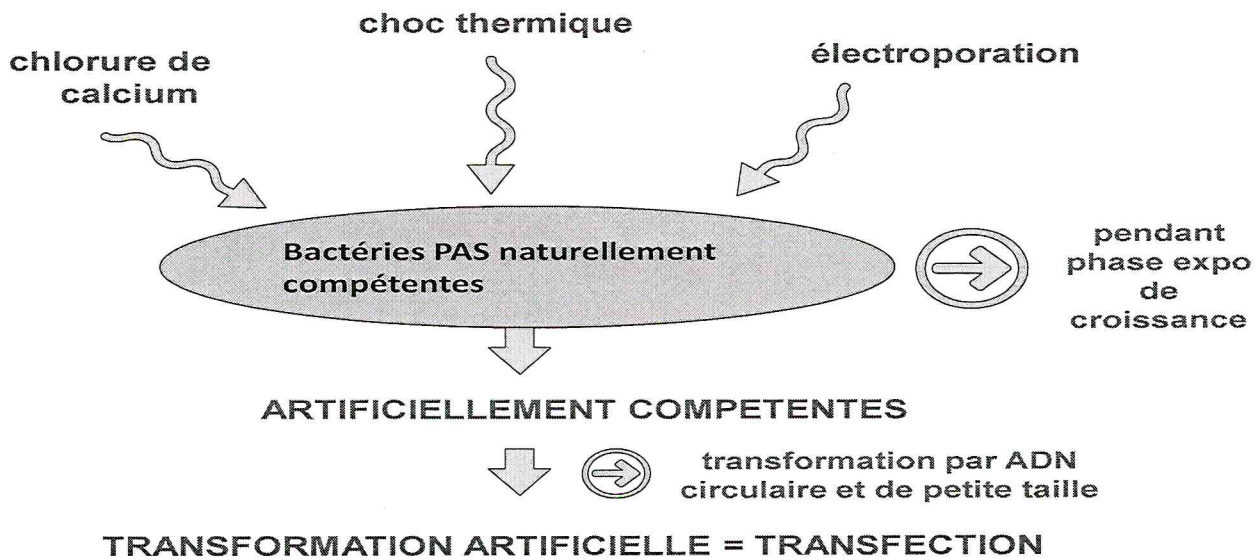 choc thermique
chlorure de
calcium
électroporation
Bactéries PAS naturellement
compétentes
pendant
phase expo
de
croissance
ARTIFICIELLEMENT COMPETENTES
transformation par ADN
circulaire et de petite taille
TRANSFORMATION ARTIFICIELLE = TRANSFECTION